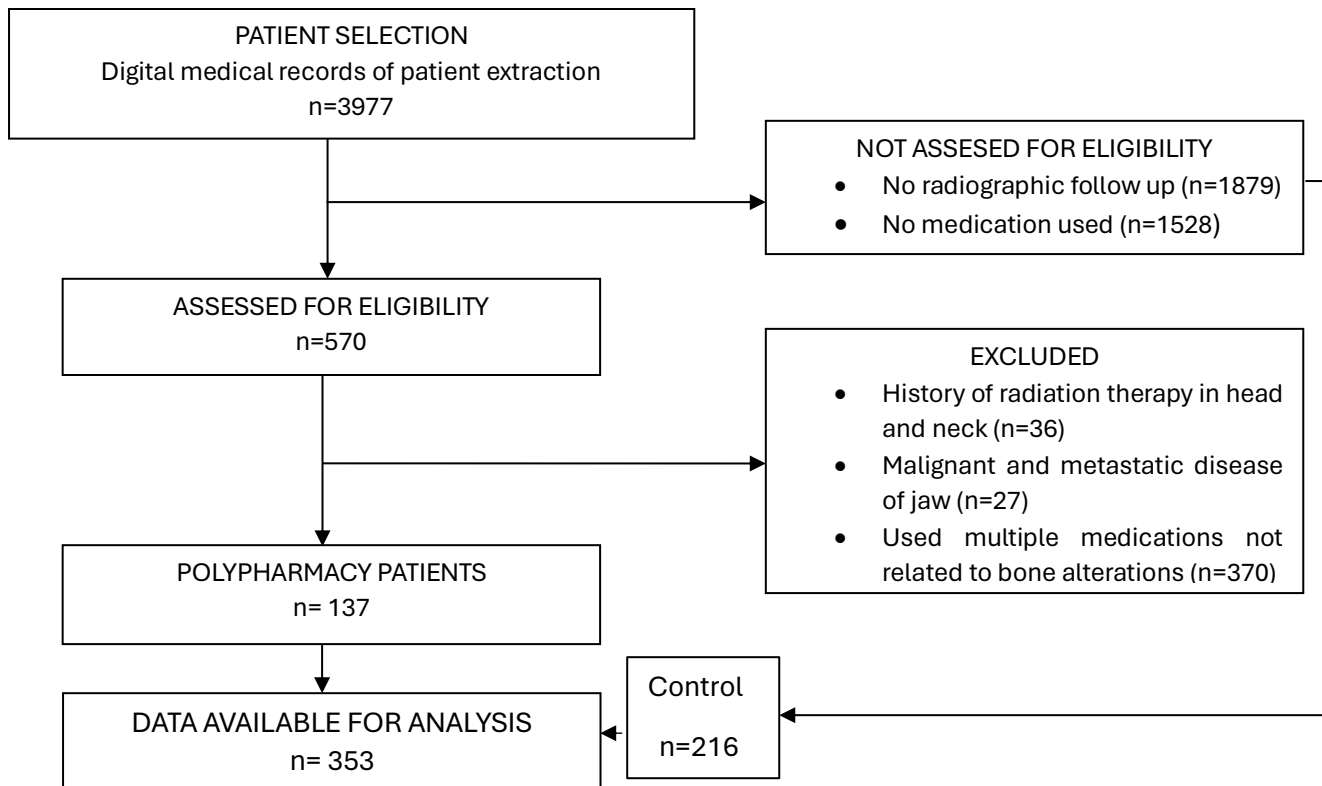 PATIENT SELECTION
Digital medical records of patient extraction
n=3977
NOT ASSESED FOR ELIGIBILITY
• No radiographic follow up (n=1879)
• No medication used (n=1528)
ASSESSED FOR ELIGIBILITY
n=570
EXCLUDED
• History of radiation therapy in head
and neck (n=36)
• Malignant and metastatic disease
of jaw (n=27)
• Used multiple medications not
related to bone alterations (n=370)
POLYPHARMACY PATIENTS
n= 137
Control
n=216
DATA AVAILABLE FOR ANALYSIS
n= 353